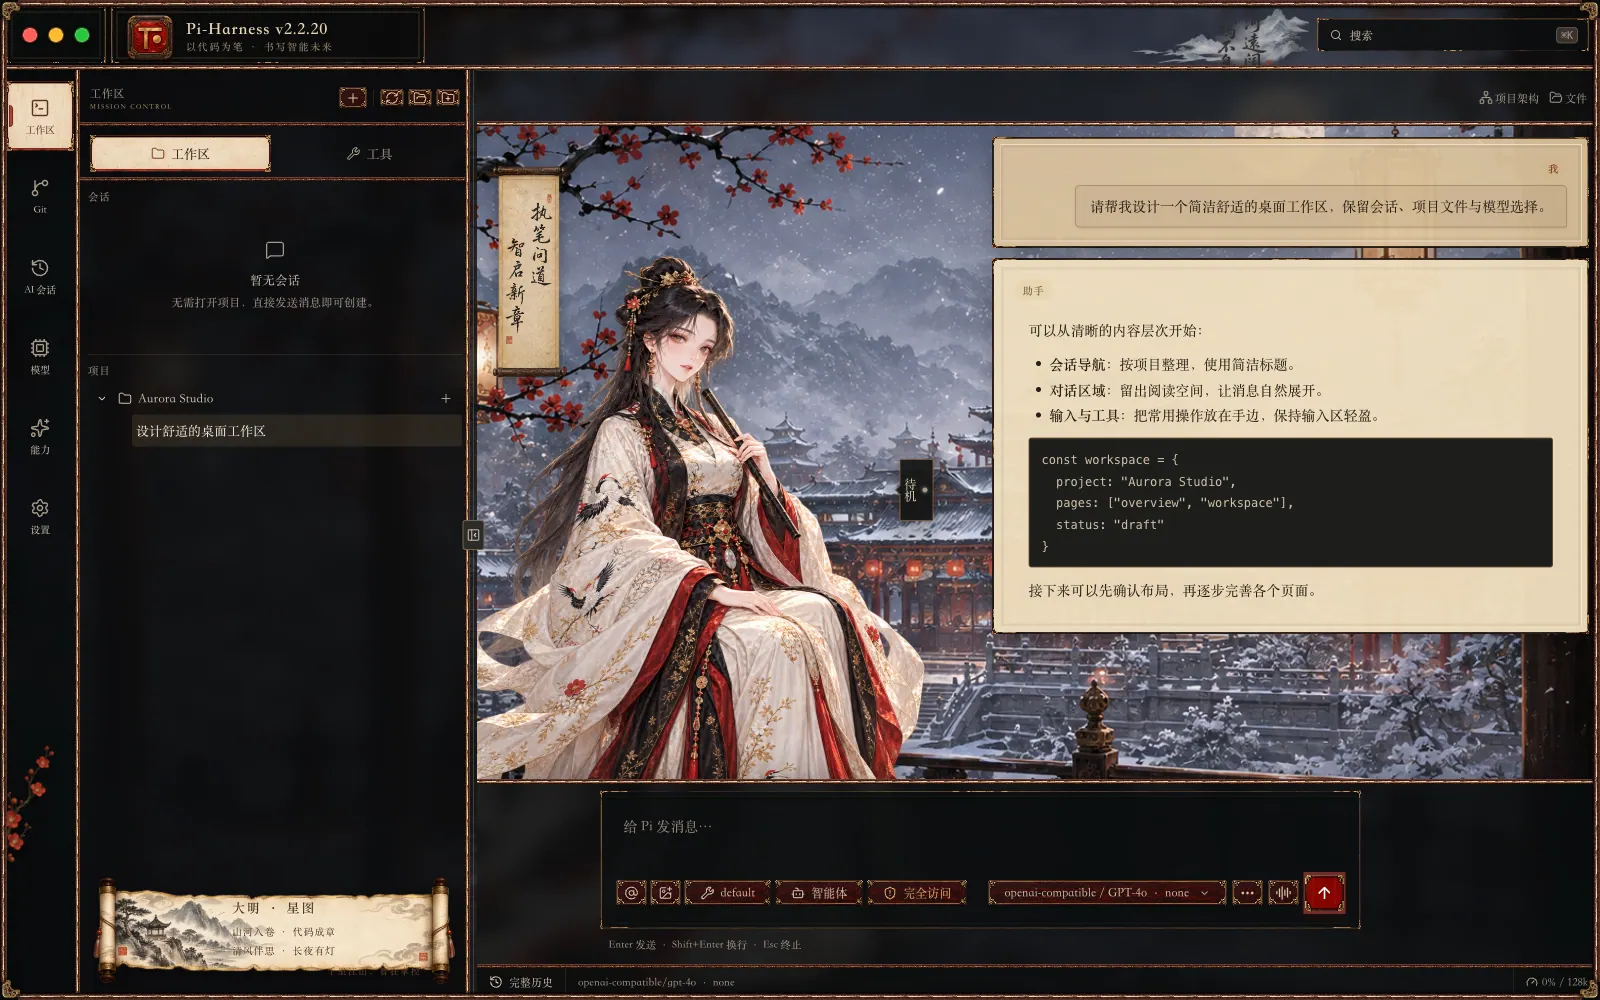 Pi-Harness v2.2.20
以代码为笔 · 书写智能未来
搜索
⌘K
工作区
Git
AI 会话
模型
能力
设置
工作区
MISSION CONTROL
工作区
工具
会话
暂无会话
无需打开项目，直接发送消息即可创建。
项目
Aurora Studio
设计舒适的桌面工作区
大明 · 星图
山河入卷 · 代码成章
清风伴思 · 长夜有灯
项目架构
文件
执笔问道
智启新章
待机
我
请帮我设计一个简洁舒适的桌面工作区，保留会话、项目文件与模型选择。
助手
可以从清晰的内容层次开始：
• 会话导航：按项目整理，使用简洁标题。
• 对话区域：留出阅读空间，让消息自然展开。
• 输入与工具：把常用操作放在手边，保持输入区轻盈。
const workspace = {
  project: "Aurora Studio",
  pages: ["overview", "workspace"],
  status: "draft"
}
接下来可以先确认布局，再逐步完善各个页面。
给 Pi 发消息…
default
智能体
完全访问
openai-compatible / GPT-4o · none
Enter 发送 · Shift+Enter 换行 · Esc 终止
完整历史
openai-compatible/gpt-4o · none
0% / 128k